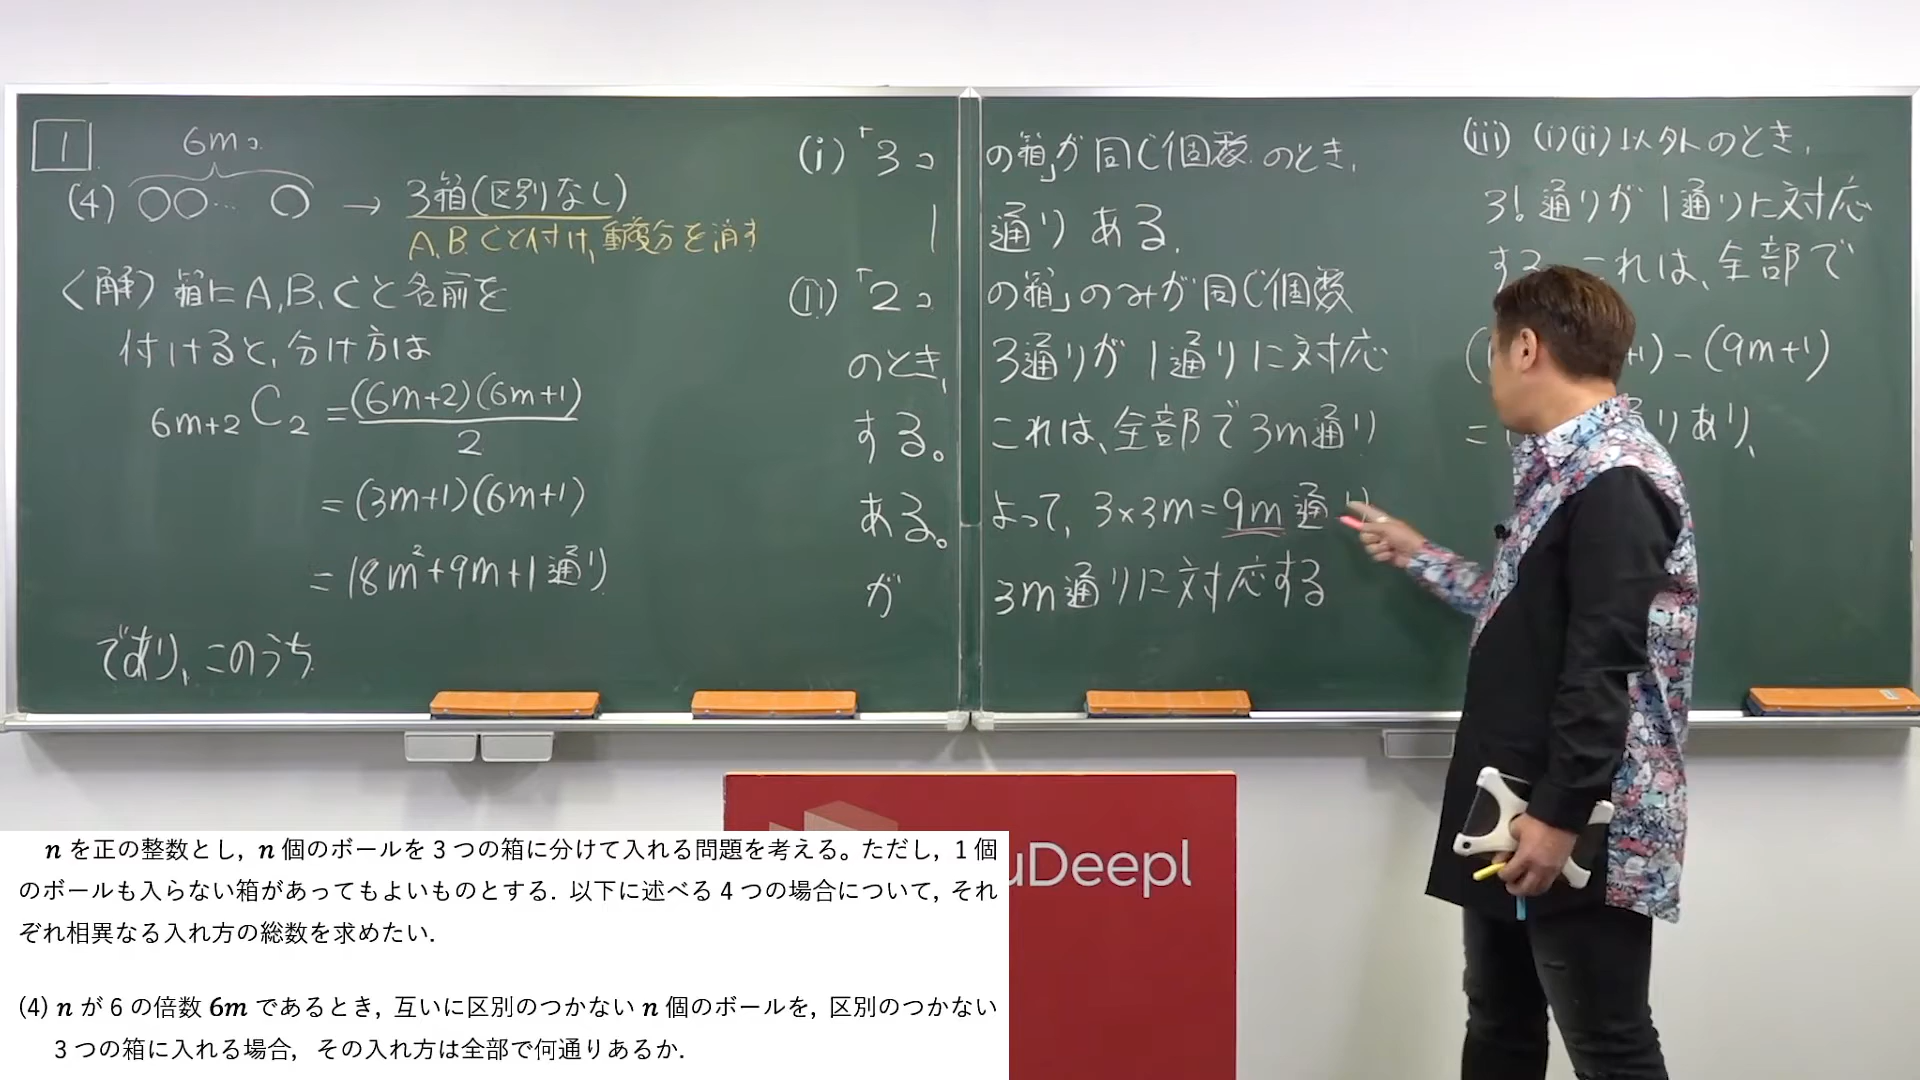 1
6mコ
(4) ○○… ○ → 3箱(区別なし)
A,B,Cと付け,重複分を消す
<解> 箱にA,B,Cと名前を
付けると,分け方は
6m+2C2 = (6m+2)(6m+1)/2
= (3m+1)(6m+1)
= 18m²+9m+1通り
であり、このうち
(i)「3コの箱」が同じ個数のとき,
1通りある.
(ii)「2コの箱」のみが同じ個数
のとき, 3通りが1通りに対応
する。これは、全部で3m通り
ある。よって, 3×3m=9m通り
が3m通りに対応する
(iii) (i)(ii)以外のとき,
3!通りが1通りに対応
する これは、全部で
+1)-(9m+1)
= 通りあり、
uDeepl
nを正の整数とし, n個のボールを3つの箱に分けて入れる問題を考える。ただし, 1個
のボールも入らない箱があってもよいものとする. 以下に述べる4つの場合について, それ
ぞれ相異なる入れ方の総数を求めたい.
(4) nが6の倍数6mであるとき, 互いに区別のつかないn個のボールを, 区別のつかない
3つの箱に入れる場合, その入れ方は全部で何通りあるか.